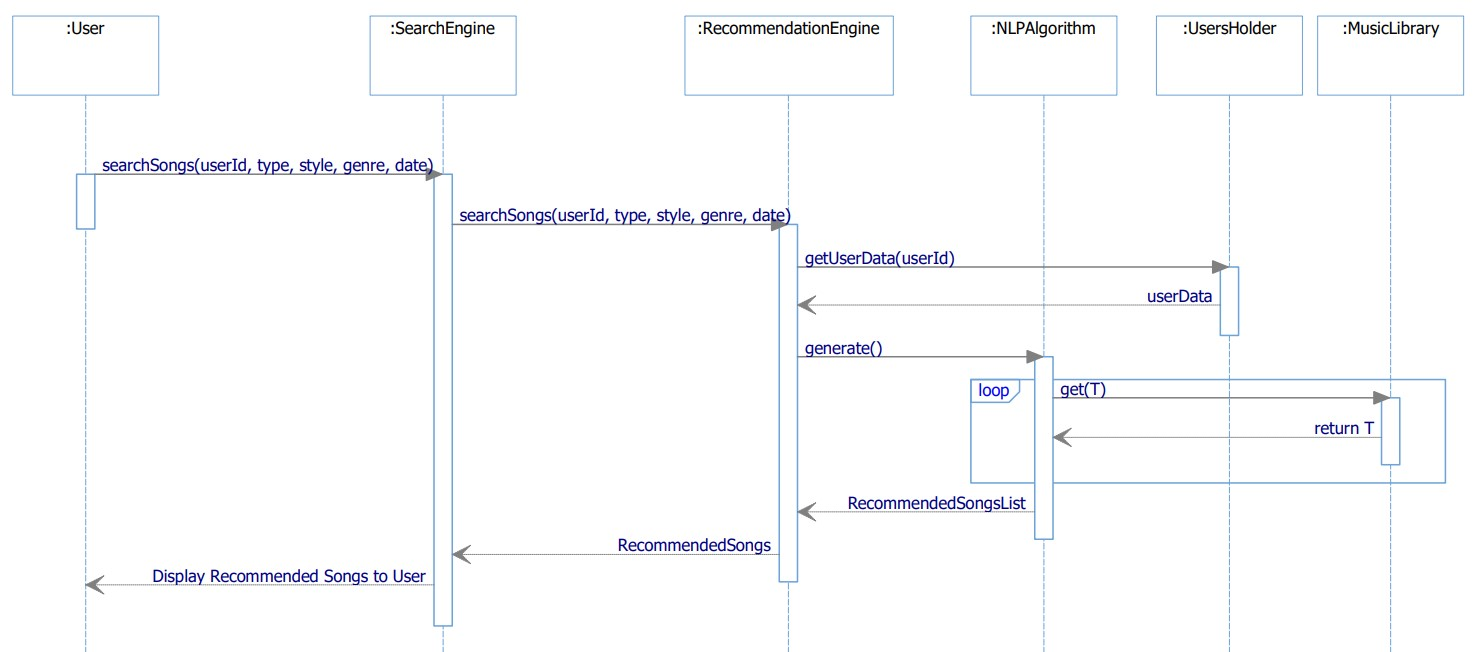 :User
:SearchEngine
:RecommendationEngine
:NLPAlgorithm
:UsersHolder
:MusicLibrary
searchSongs(userId, type, style, genre, date)
searchSongs(userId, type, style, genre, date)
getUserData(userId)
userData
generate()
loop
get(T)
return T
RecommendedSongsList
RecommendedSongs
Display Recommended Songs to User